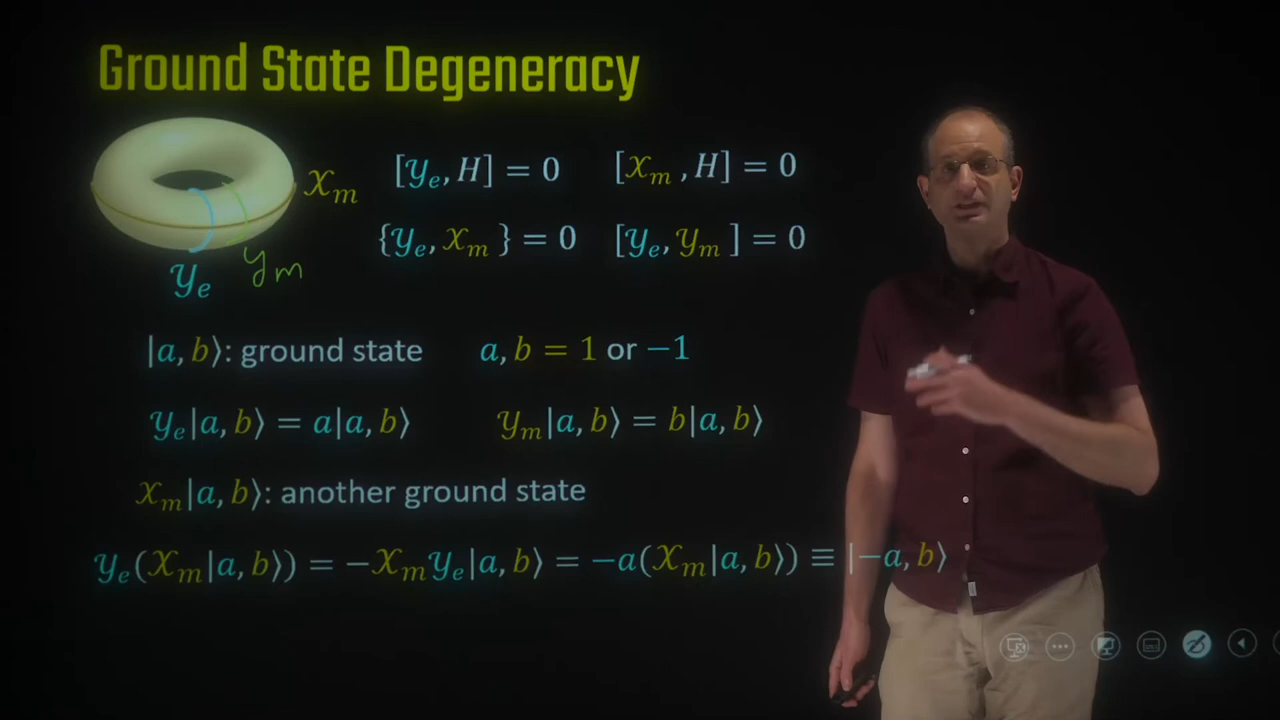 Ground State Degeneracy
𝒳ₘ [𝒴ₑ, H] = 0 [𝒳ₘ, H] = 0
{𝒴ₑ, 𝒳ₘ} = 0 [𝒴ₑ, 𝒴ₘ] = 0
𝒴ₑ 𝒴ₘ
|a, b⟩: ground state a, b = 1 or −1
𝒴ₑ|a, b⟩ = a|a, b⟩ 𝒴ₘ|a, b⟩ = b|a, b⟩
𝒳ₘ|a, b⟩: another ground state
𝒴ₑ(𝒳ₘ|a, b⟩) = −𝒳ₘ𝒴ₑ|a, b⟩ = −a(𝒳ₘ|a, b⟩) ≡ |−a, b⟩